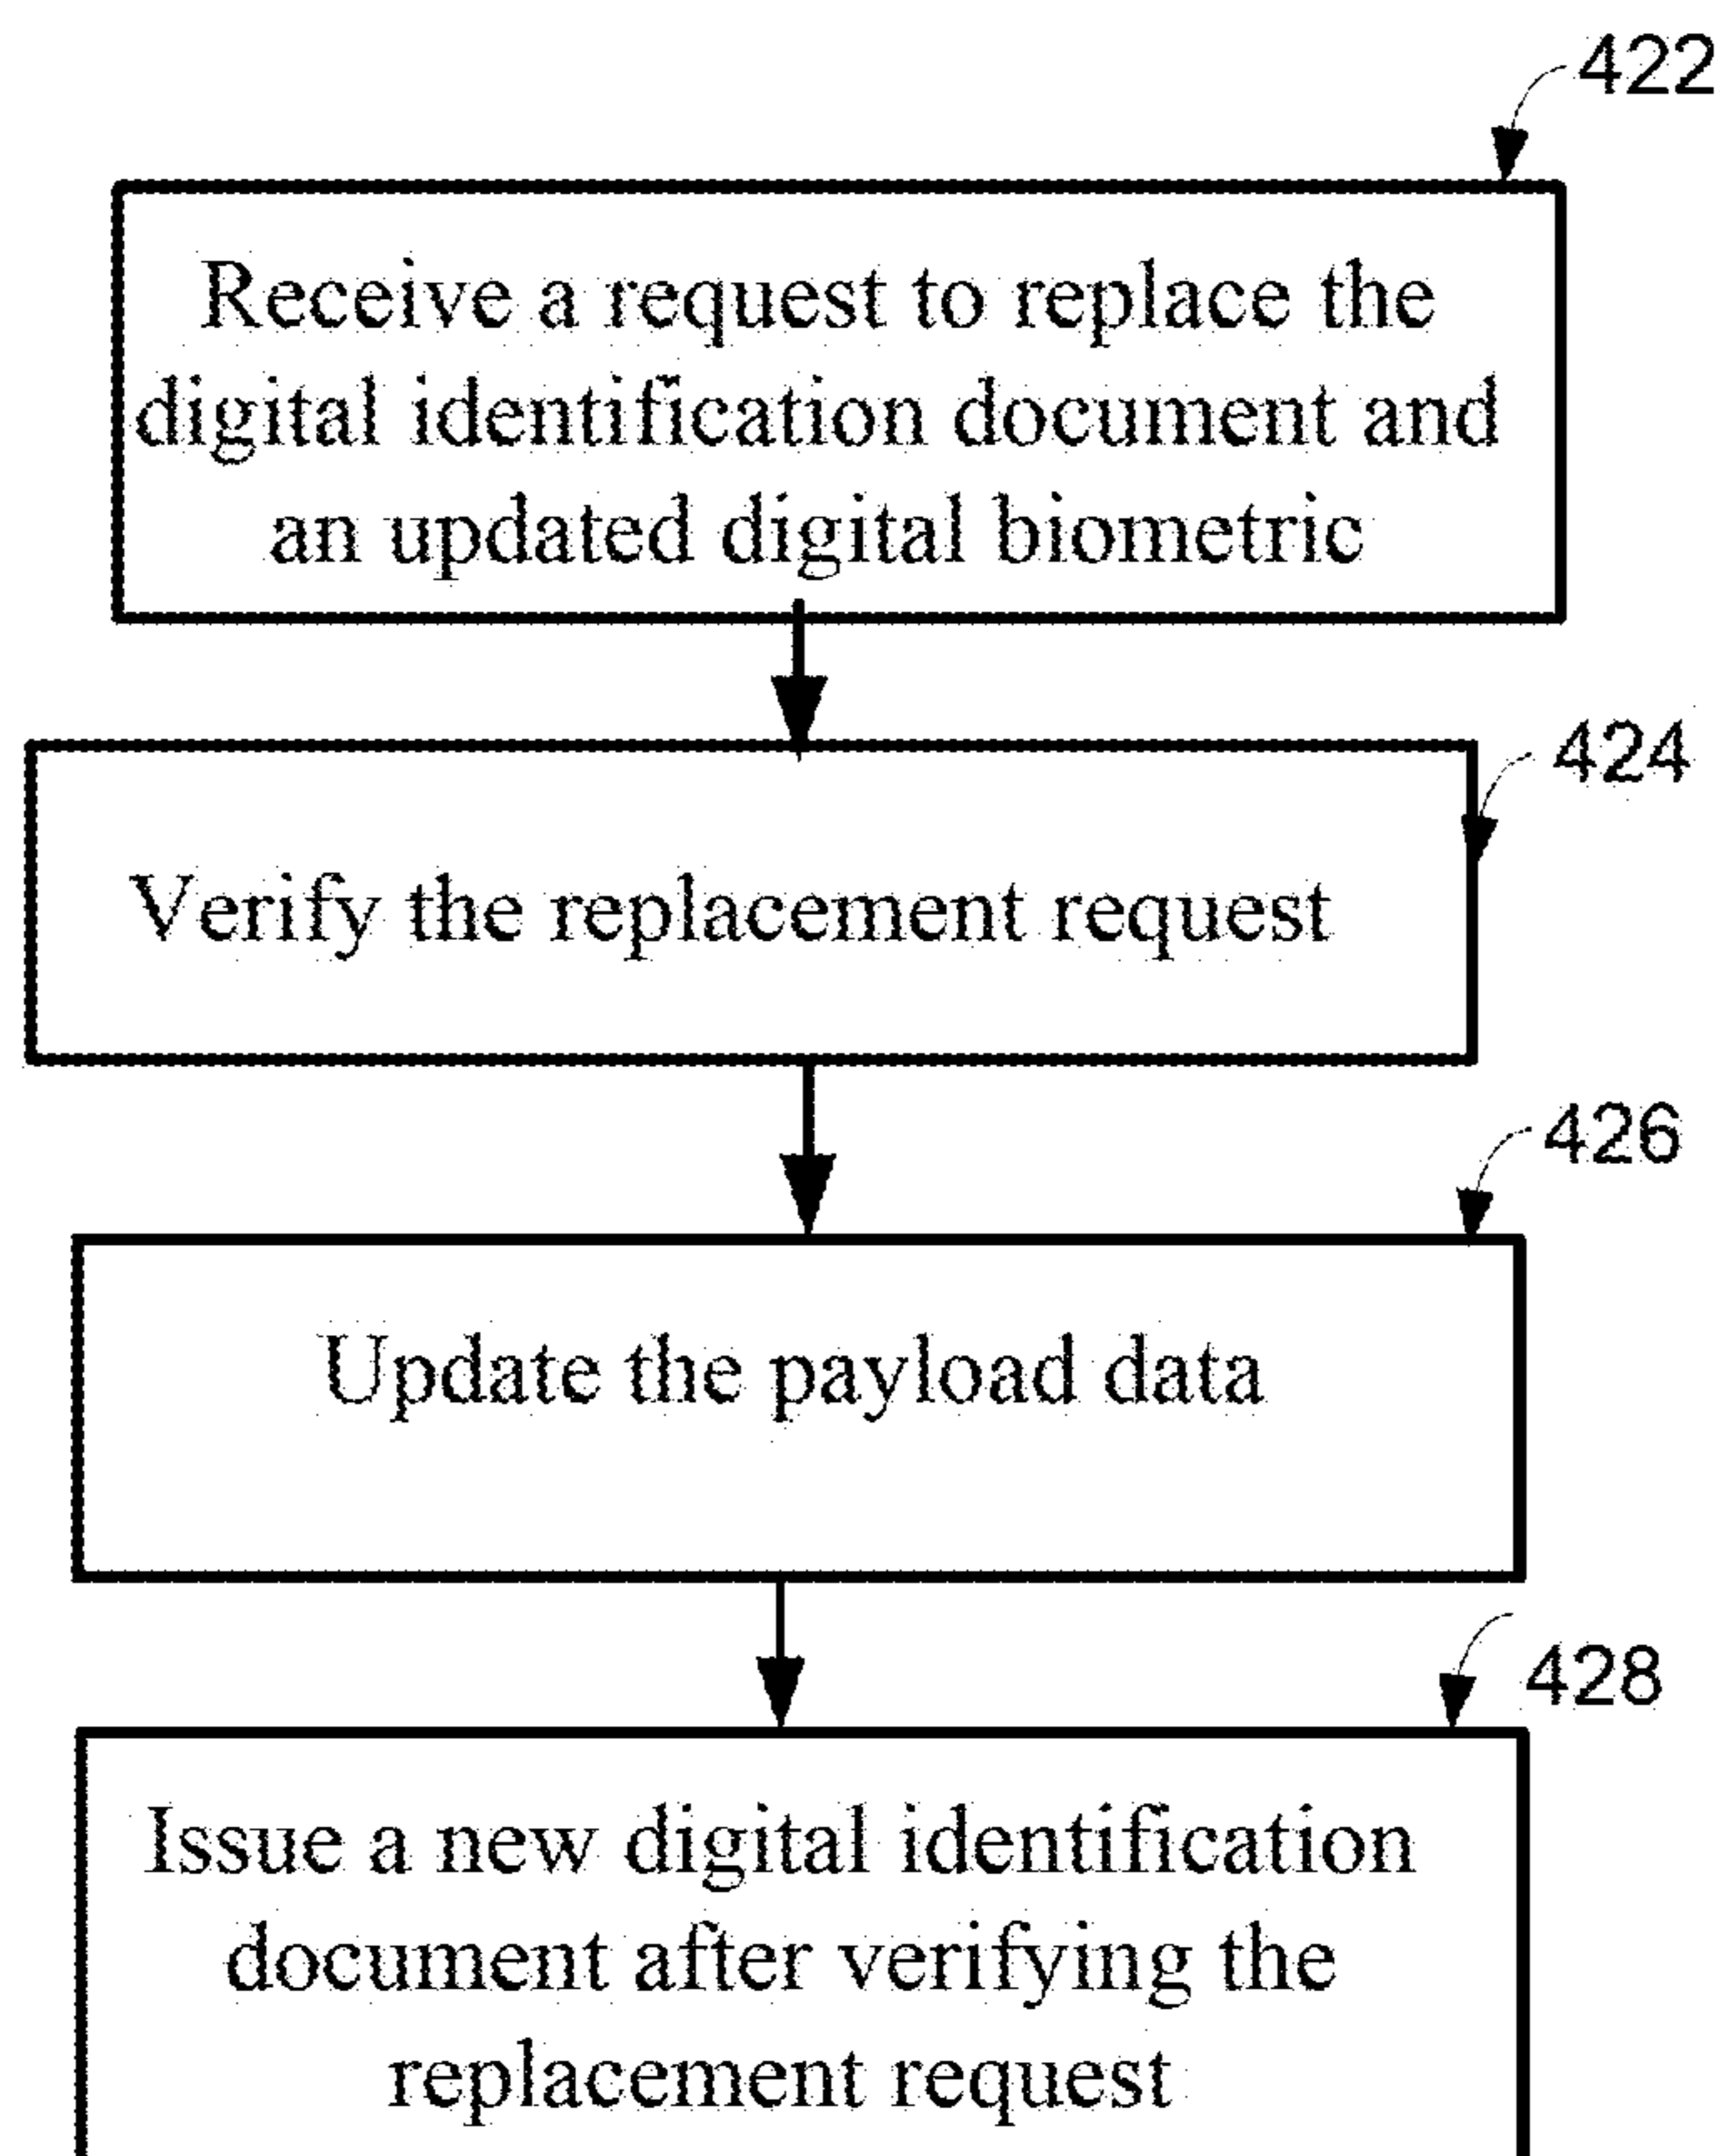 422
Receive a request to replace the
digital identification document and
an updated digital biometric
424
Verify the replacement request
426
Update the payload data
428
Issue a new digital identification
document after verifying the
replacement request